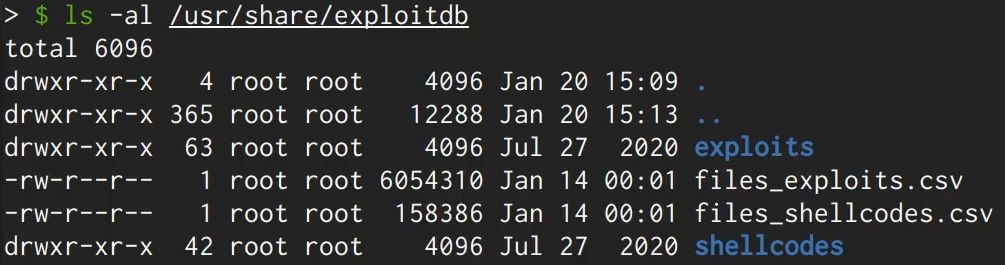 > $ ls -al /usr/share/exploitdb
total 6096
drwxr-xr-x   4 root root    4096 Jan 20 15:09 .
drwxr-xr-x 365 root root   12288 Jan 20 15:13 ..
drwxr-xr-x  63 root root    4096 Jul 27  2020 exploits
-rw-r--r--   1 root root 6054310 Jan 14 00:01 files_exploits.csv
-rw-r--r--   1 root root  158386 Jan 14 00:01 files_shellcodes.csv
drwxr-xr-x  42 root root    4096 Jul 27  2020 shellcodes